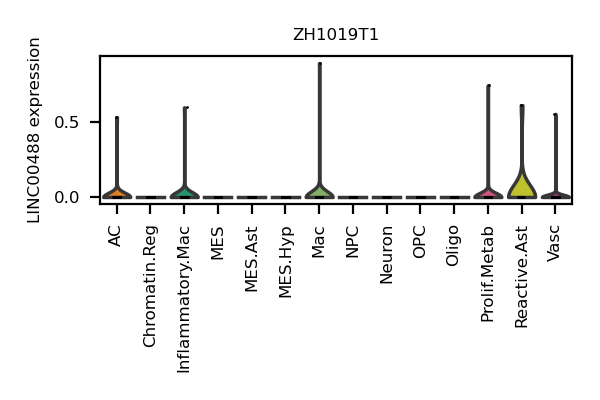 ZH1019T1
LINC00488 expression
0.5
0.0
AC
Chromatin.Reg
Inflammatory.Mac
MES
MES.Ast
MES.Hyp
Mac
NPC
Neuron
OPC
Oligo
Prolif.Metab
Reactive.Ast
Vasc